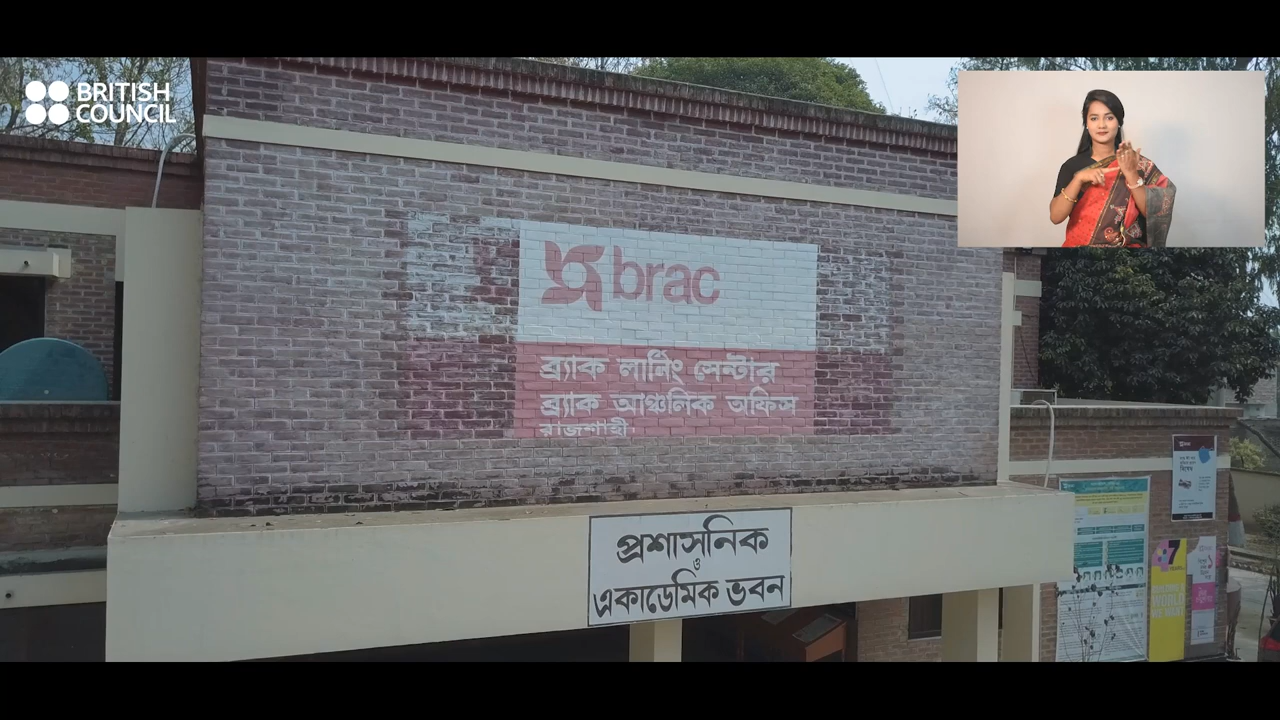 BRITISH
COUNCIL
brac
ব্র্যাক লার্নিং সেন্টার
ব্র্যাক আঞ্চলিক অফিস
রাজশাহী
প্রশাসনিক
ও
একাডেমিক ভবন